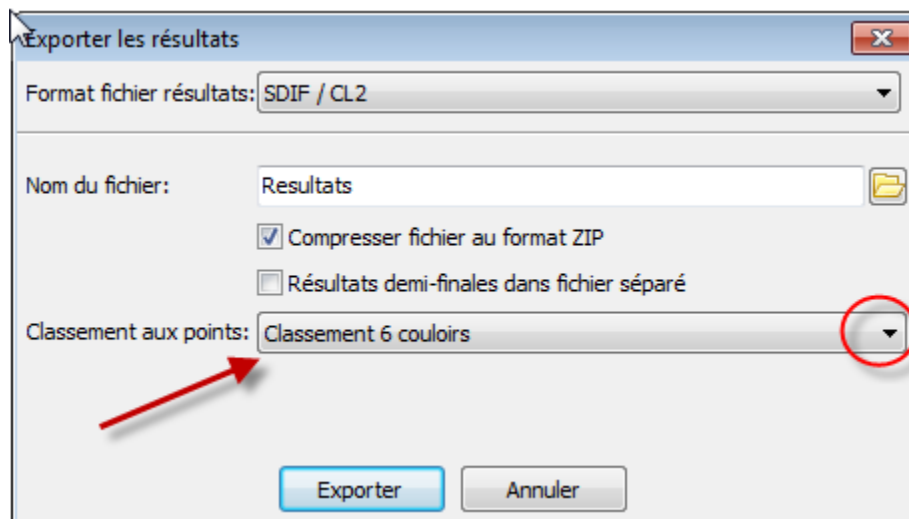 Exporter les résultats
Format fichier résultats: SDIF / CL2
Nom du fichier: Resultats
Compresser fichier au format ZIP
Résultats demi-finales dans fichier séparé
Classement aux points: Classement 6 couloirs
Exporter Annuler